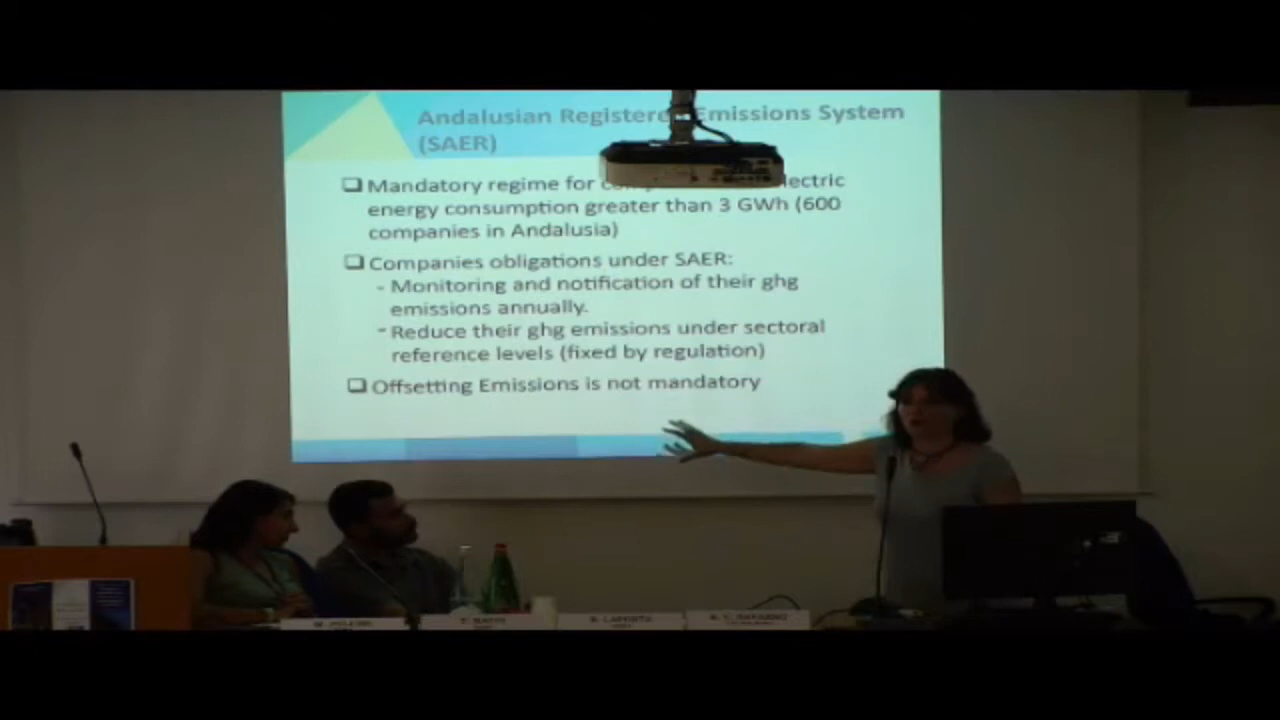 Andalusian Registered Emissions System
(SAER)
Mandatory regime for electric
energy consumption greater than 3 GWh (600
companies in Andalusia)
Companies obligations under SAER:
- Monitoring and notification of their ghg
emissions annually.
- Reduce their ghg emissions under sectoral
reference levels (fixed by regulation)
Offsetting Emissions is not mandatory